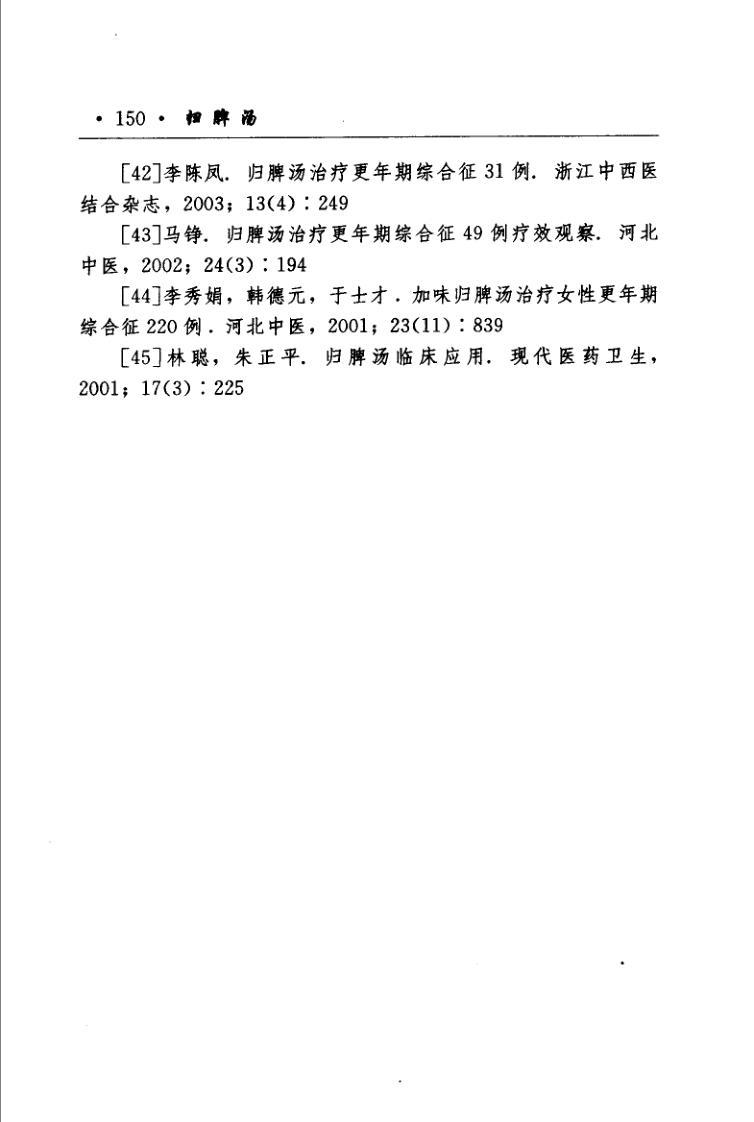 · 150 · 归脾汤
[42]李陈凤. 归脾汤治疗更年期综合征 31 例. 浙江中西医
结合杂志，2003；13(4)∶249
[43]马铮. 归脾汤治疗更年期综合征 49 例疗效观察. 河北
中医，2002；24(3)∶194
[44]李秀娟，韩德元，于士才．加味归脾汤治疗女性更年期
综合征 220 例．河北中医，2001；23(11)∶839
[45]林聪，朱正平. 归脾汤临床应用. 现代医药卫生，
2001；17(3)∶225